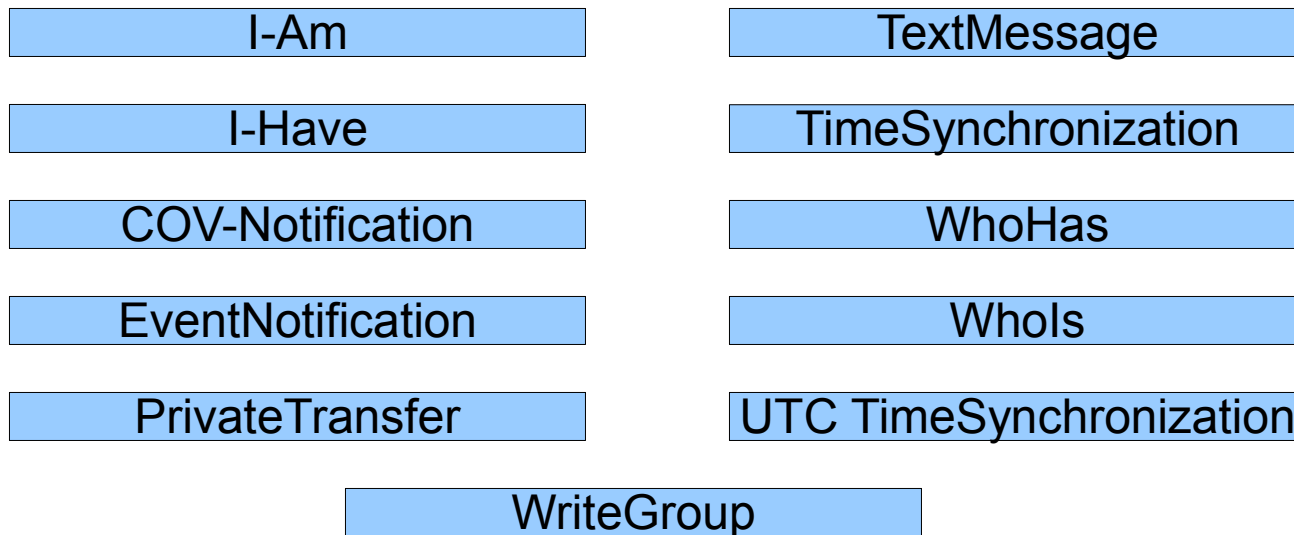 I-Am
TextMessage
I-Have
TimeSynchronization
COV-Notification
WhoHas
EventNotification
WhoIs
PrivateTransfer
UTC TimeSynchronization
WriteGroup